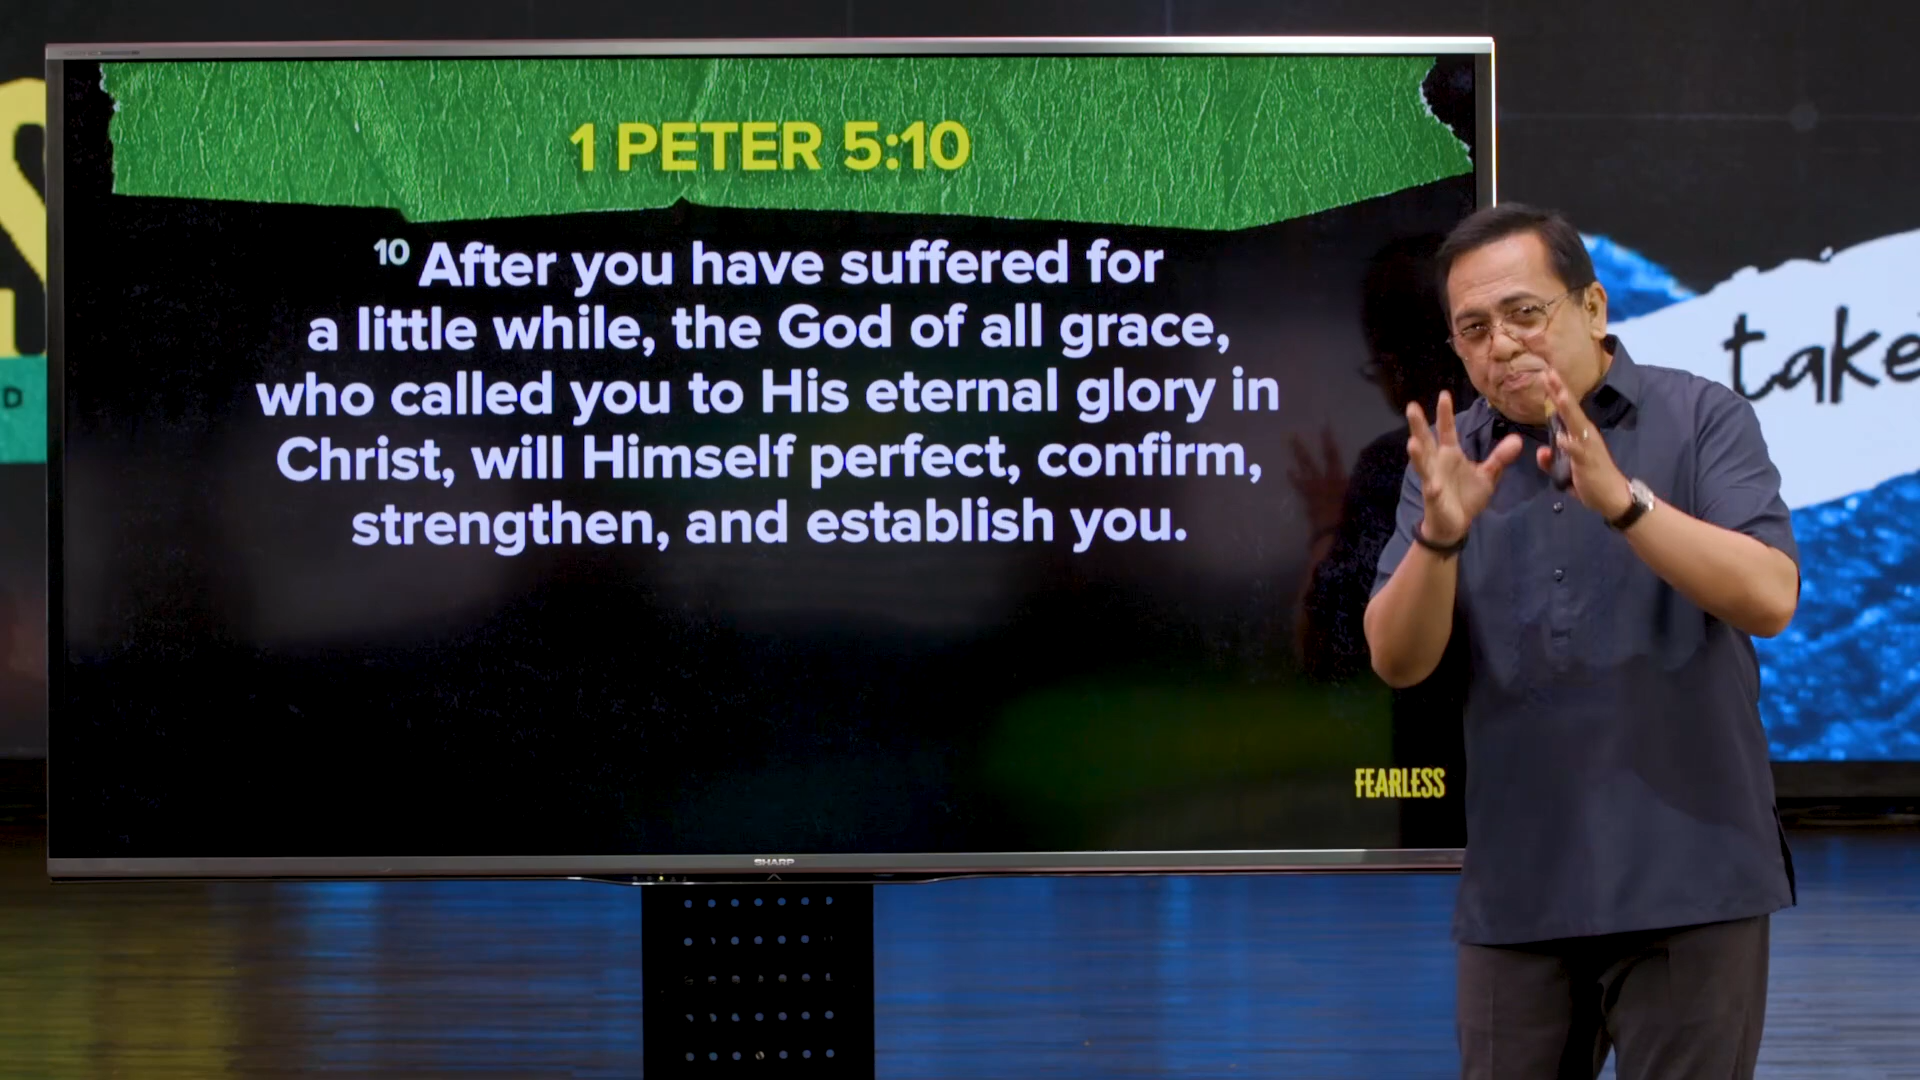 1 PETER 5:10
10 After you have suffered for
a little while, the God of all grace,
who called you to His eternal glory in
Christ, will Himself perfect, confirm,
strengthen, and establish you.
FEARLESS
SHARP
take
S
D